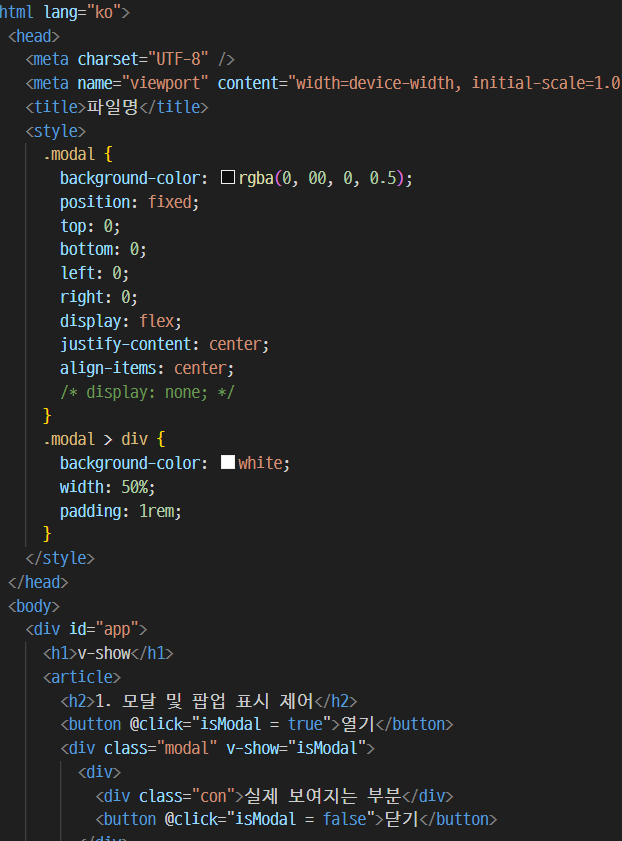 html lang="ko">
<head>
<meta charset="UTF-8" />
<meta name="viewport" content="width=device-width, initial-scale=1.0
<title>파일명</title>
<style>
.modal {
background-color: rgba(0, 00, 0, 0.5);
position: fixed;
top: 0;
bottom: 0;
left: 0;
right: 0;
display: flex;
justify-content: center;
align-items: center;
/* display: none; */
}
.modal > div {
background-color: white;
width: 50%;
padding: 1rem;
}
</style>
</head>
<body>
<div id="app">
<h1>v-show</h1>
<article>
<h2>1. 모달 및 팝업 표시 제어</h2>
<button @click="isModal = true">열기</button>
<div class="modal" v-show="isModal">
<div>
<div class="con">실제 보여지는 부분</div>
<button @click="isModal = false">닫기</button>
</div>